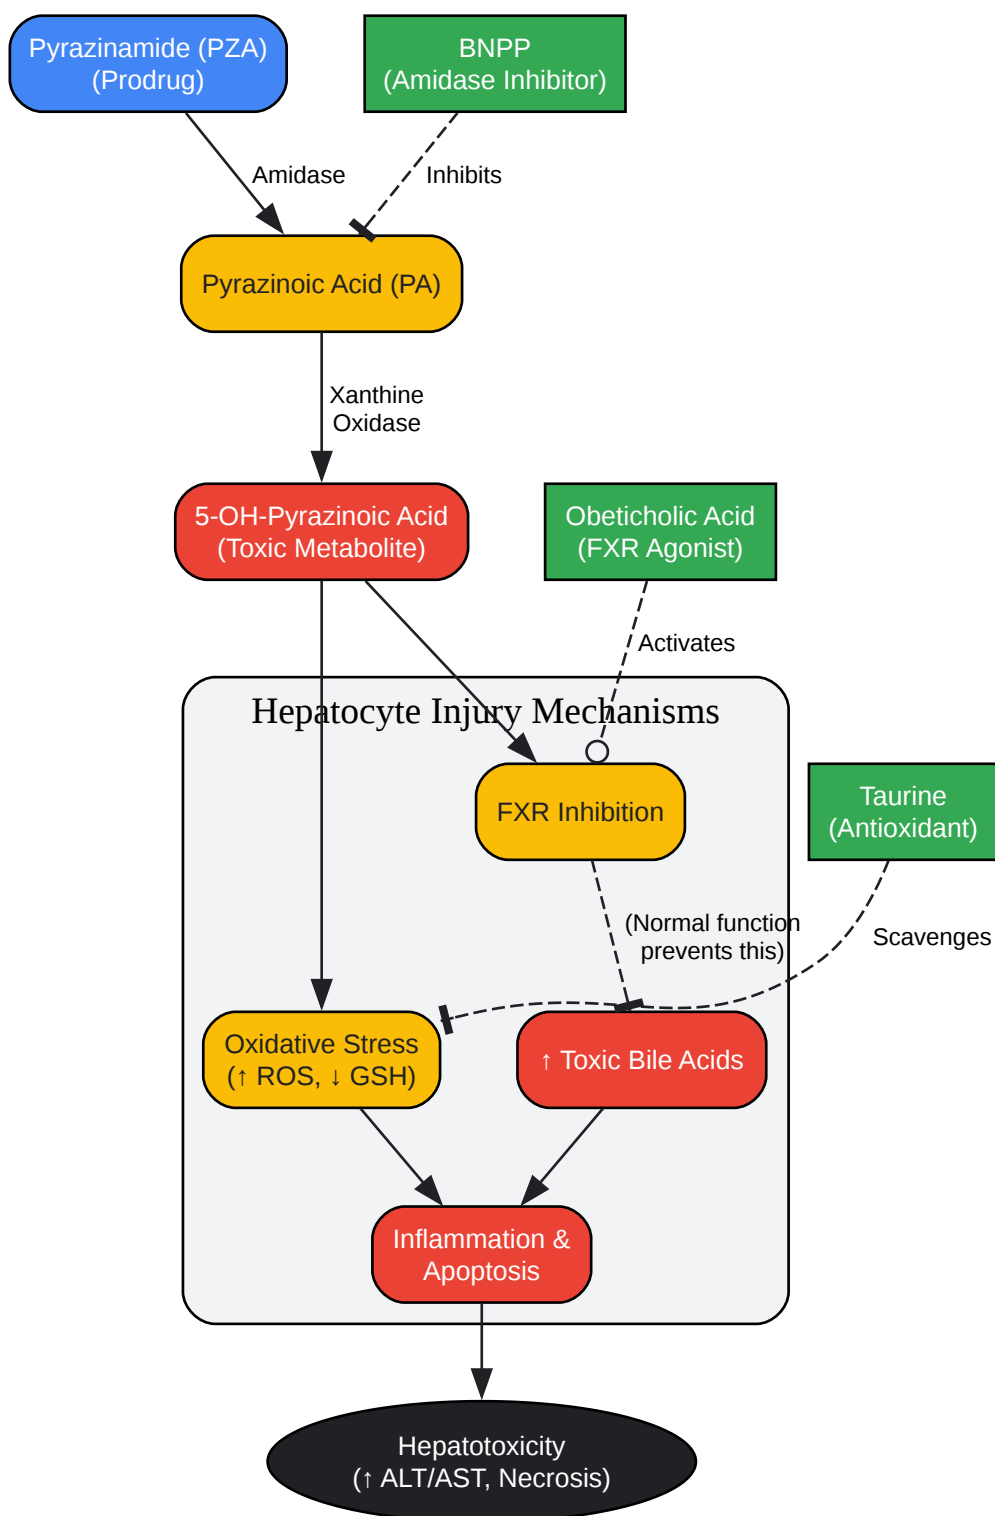 Pyrazinamide (PZA)
(Prodrug)
BNPP
(Amidase Inhibitor)
Amidase
Inhibits
Pyrazinoic Acid (PA)
Xanthine
Oxidase
5-OH-Pyrazinoic Acid
(Toxic Metabolite)
Obeticholic Acid
(FXR Agonist)
Activates
Hepatocyte Injury Mechanisms
FXR Inhibition
Taurine
(Antioxidant)
(Normal function
prevents this)
Scavenges
Oxidative Stress
(↑ ROS, ↓ GSH)
↑ Toxic Bile Acids
Inflammation &
Apoptosis
Hepatotoxicity
(↑ ALT/AST, Necrosis)